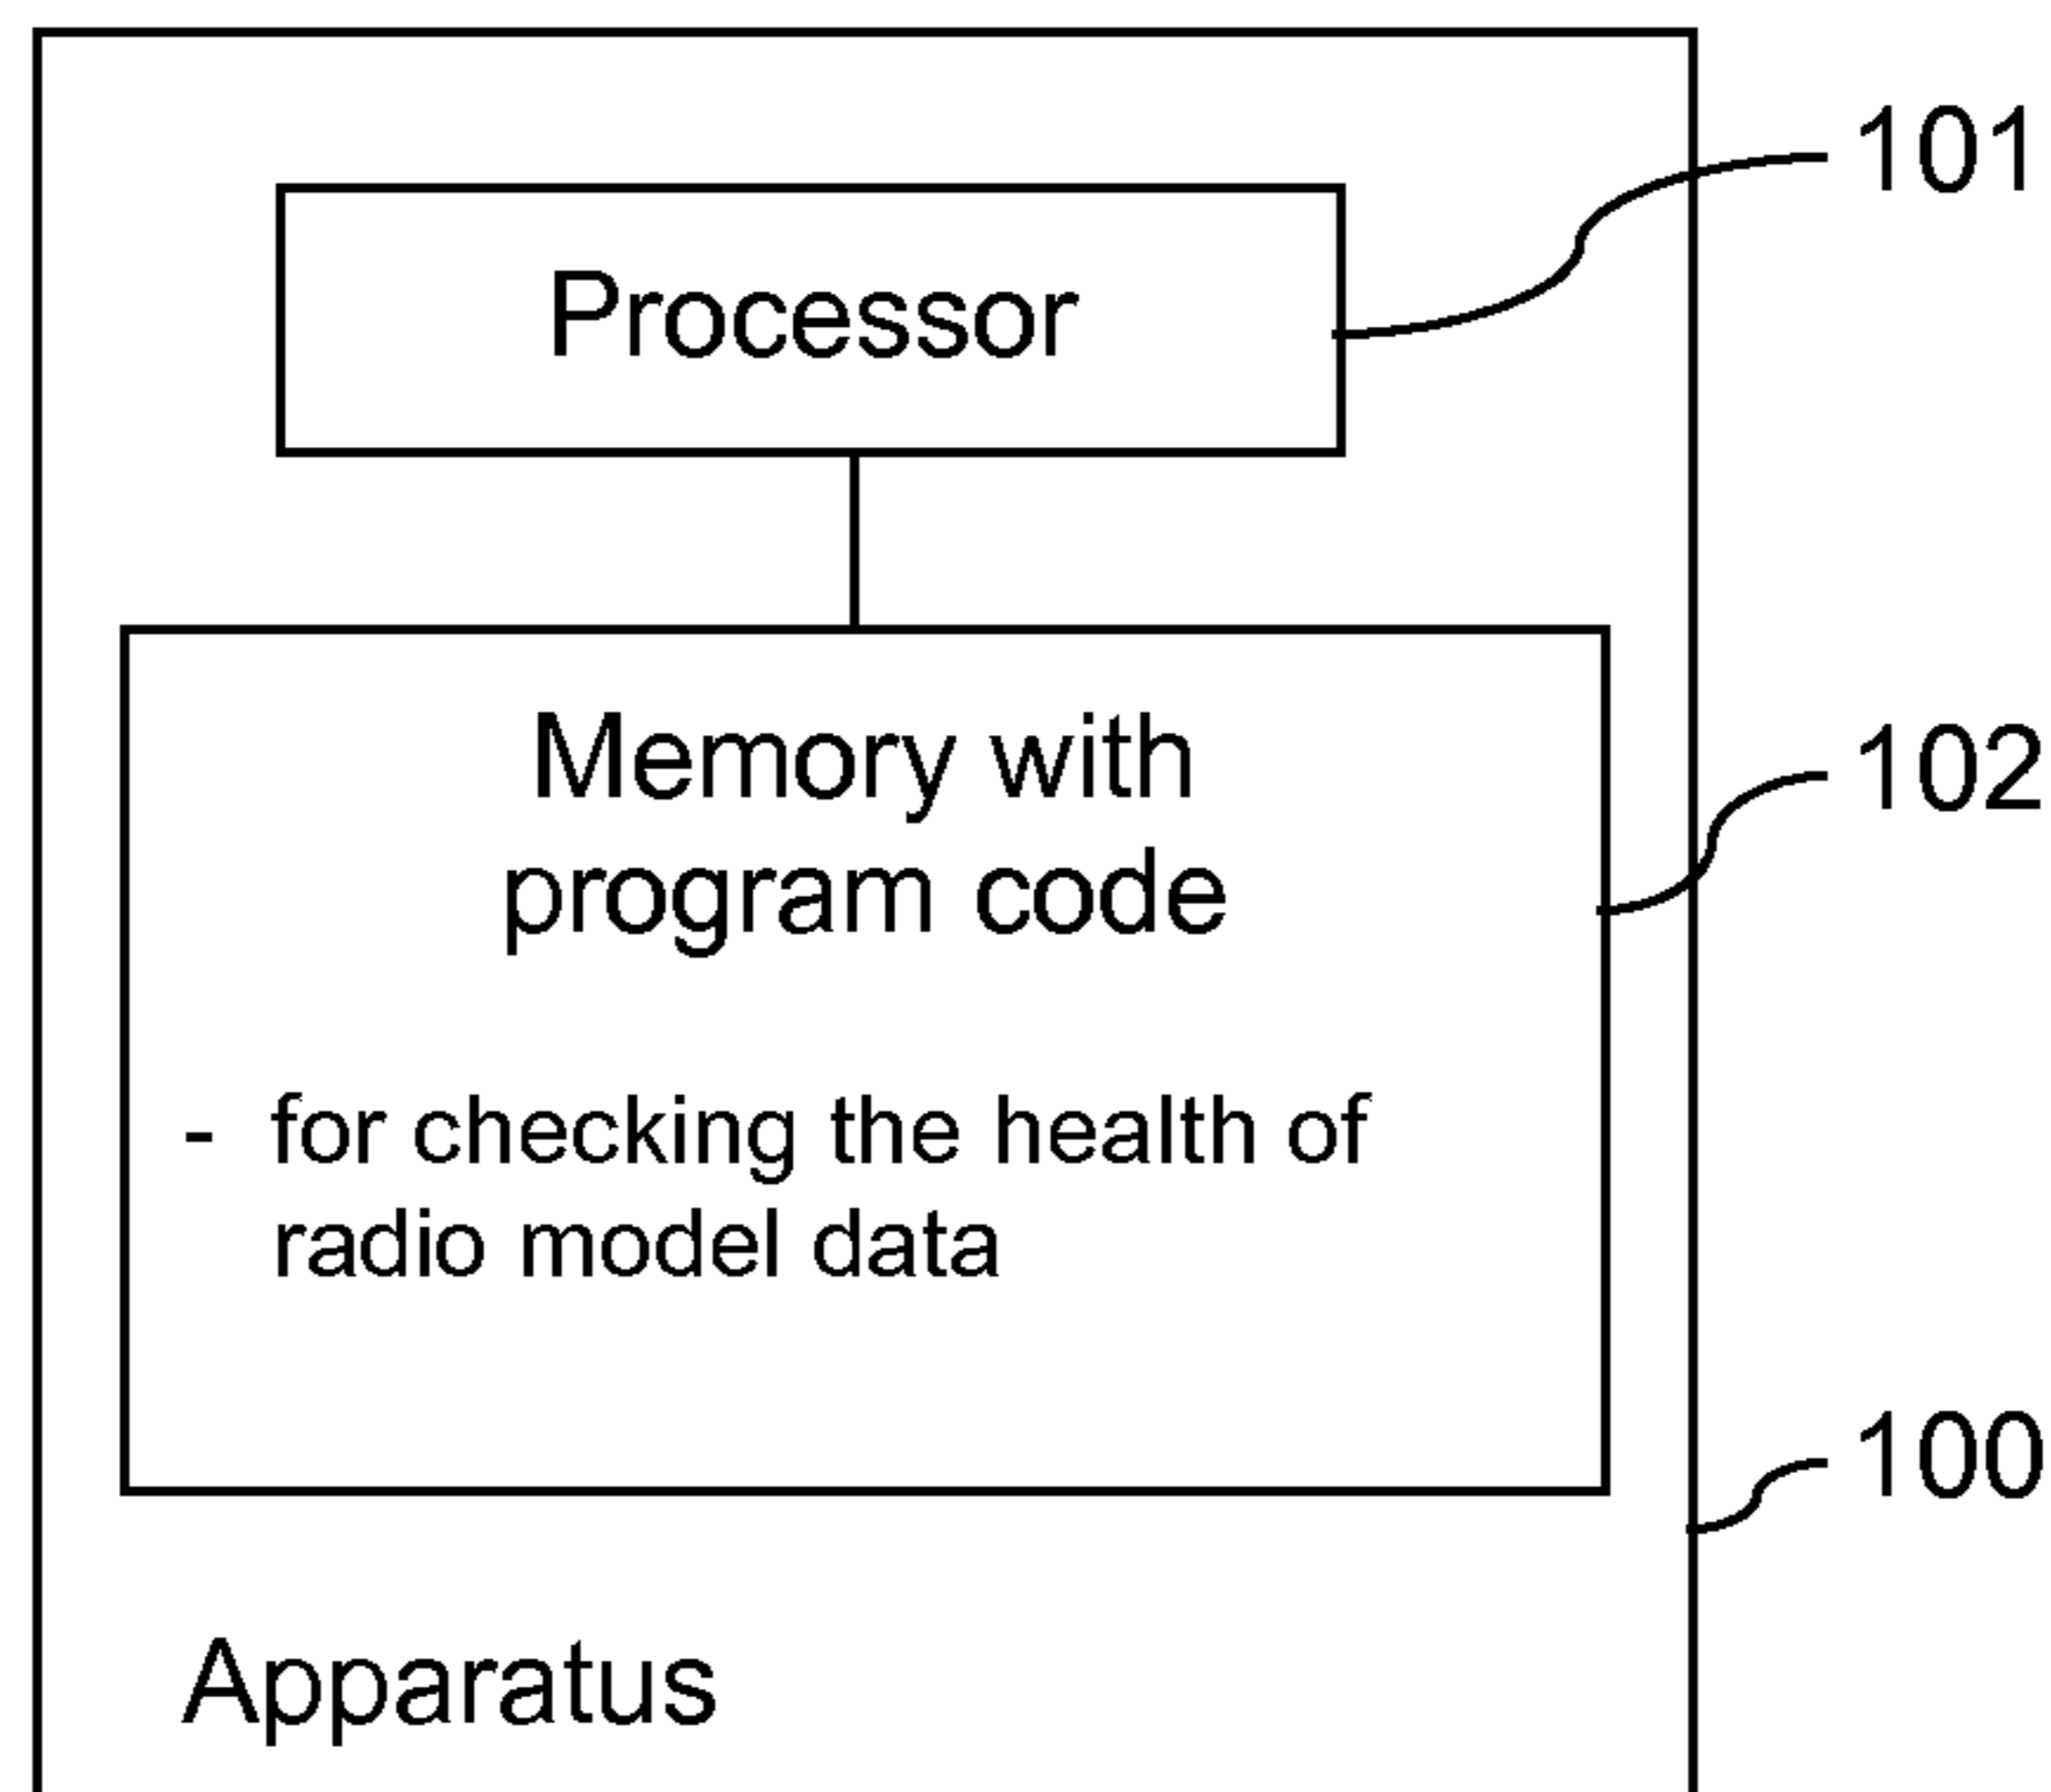 101
Processor
Memory with
102
program code
- for checking the health of
radio model data
100
Apparatus